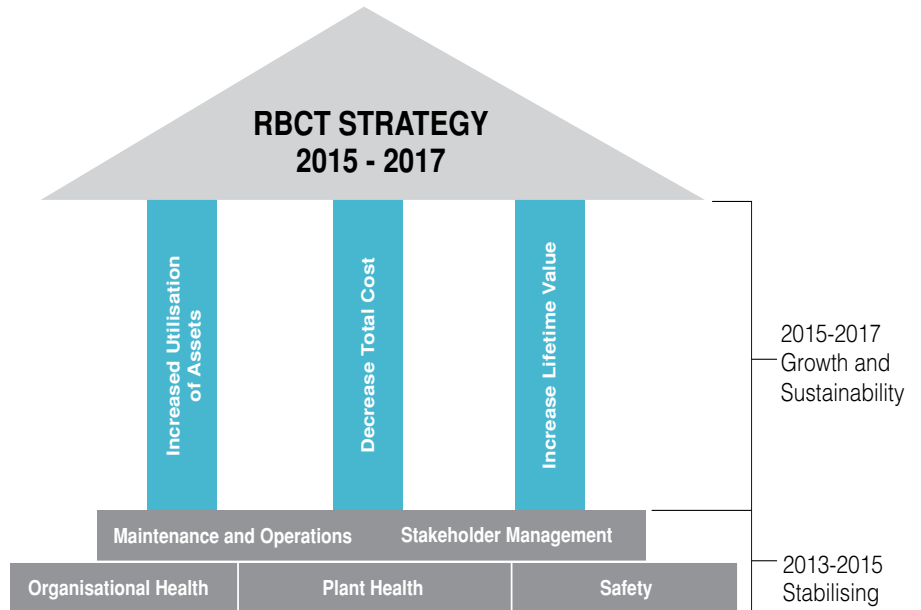 RBCT STRATEGY
2015 - 2017
Increased Utilisation
of Assets
Decrease Total Cost
Increase Lifetime Value
2015-2017
Growth and
Sustainability
Maintenance and Operations
Stakeholder Management
Organisational Health
Plant Health
Safety
2013-2015
Stabilising